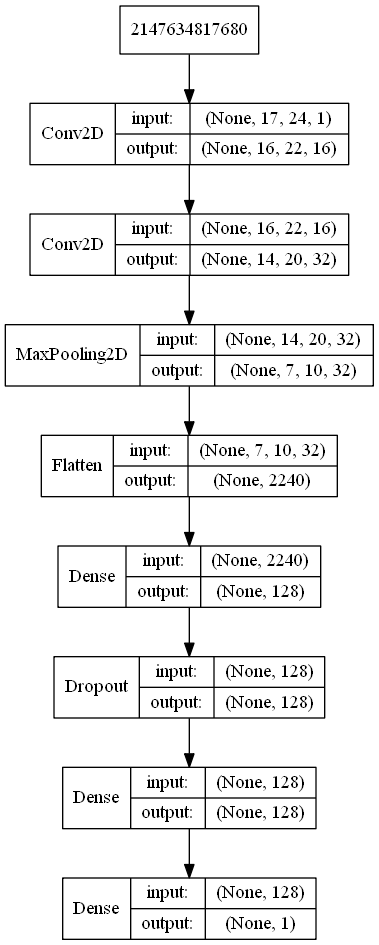 2147634817680
Conv2D
input: (None, 17, 24, 1)
output: (None, 16, 22, 16)
Conv2D
input: (None, 16, 22, 16)
output: (None, 14, 20, 32)
MaxPooling2D
input: (None, 14, 20, 32)
output: (None, 7, 10, 32)
Flatten
input: (None, 7, 10, 32)
output: (None, 2240)
Dense
input: (None, 2240)
output: (None, 128)
Dropout
input: (None, 128)
output: (None, 128)
Dense
input: (None, 128)
output: (None, 128)
Dense
input: (None, 128)
output: (None, 1)